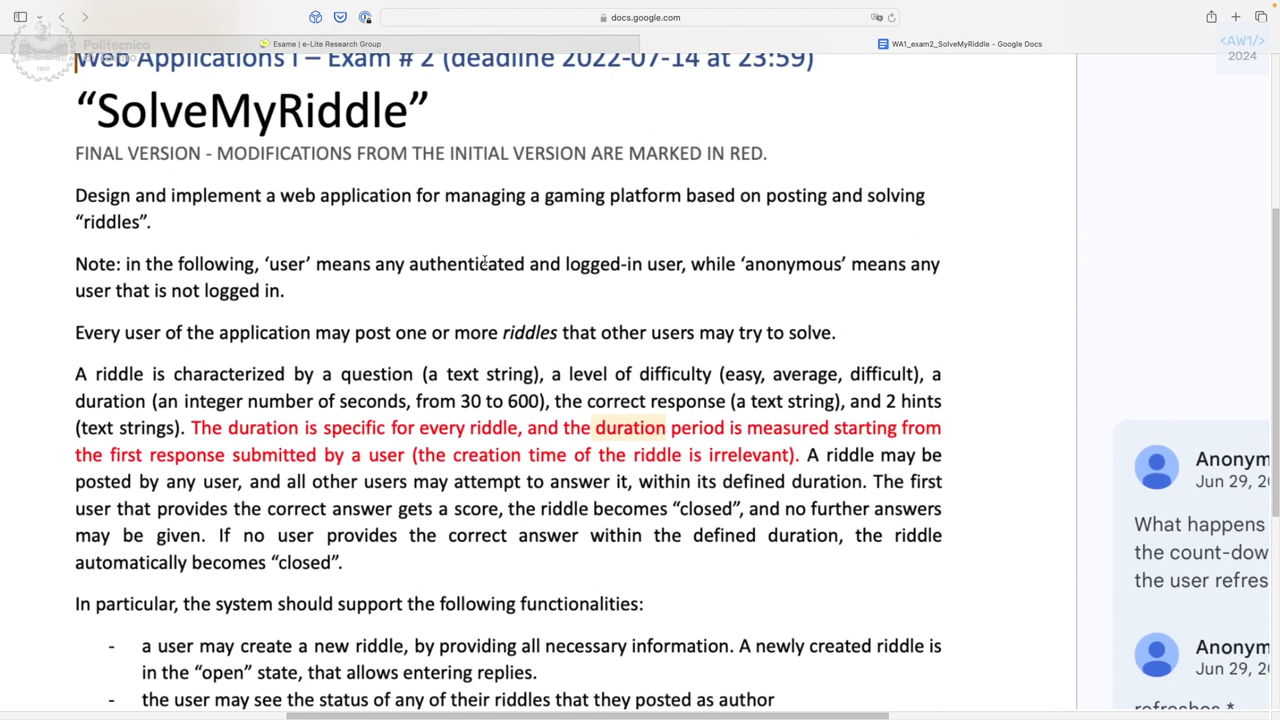 docs.google.com
Esame | e-Lite Research Group
WA1_exam2_SolveMyRiddle - Google Docs
Politecnico
<AW1/>
2024
Web Applications I – Exam # 2 (deadline 2022-07-14 at 23:59)
“SolveMyRiddle”
FINAL VERSION - MODIFICATIONS FROM THE INITIAL VERSION ARE MARKED IN RED.
Design and implement a web application for managing a gaming platform based on posting and solving
“riddles”.
Note: in the following, ‘user’ means any authenticated and logged-in user, while ‘anonymous’ means any
user that is not logged in.
Every user of the application may post one or more riddles that other users may try to solve.
A riddle is characterized by a question (a text string), a level of difficulty (easy, average, difficult), a
duration (an integer number of seconds, from 30 to 600), the correct response (a text string), and 2 hints
(text strings). The duration is specific for every riddle, and the duration period is measured starting from
the first response submitted by a user (the creation time of the riddle is irrelevant). A riddle may be
posted by any user, and all other users may attempt to answer it, within its defined duration. The first
user that provides the correct answer gets a score, the riddle becomes “closed”, and no further answers
may be given. If no user provides the correct answer within the defined duration, the riddle
automatically becomes “closed”.
In particular, the system should support the following functionalities:
- a user may create a new riddle, by providing all necessary information. A newly created riddle is
in the “open” state, that allows entering replies.
- the user may see the status of any of their riddles that they posted as author
Anonym
Jun 29, 20
What happens
the count-dow
the user refres
Anonym
Jun 29, 20
refreshes *